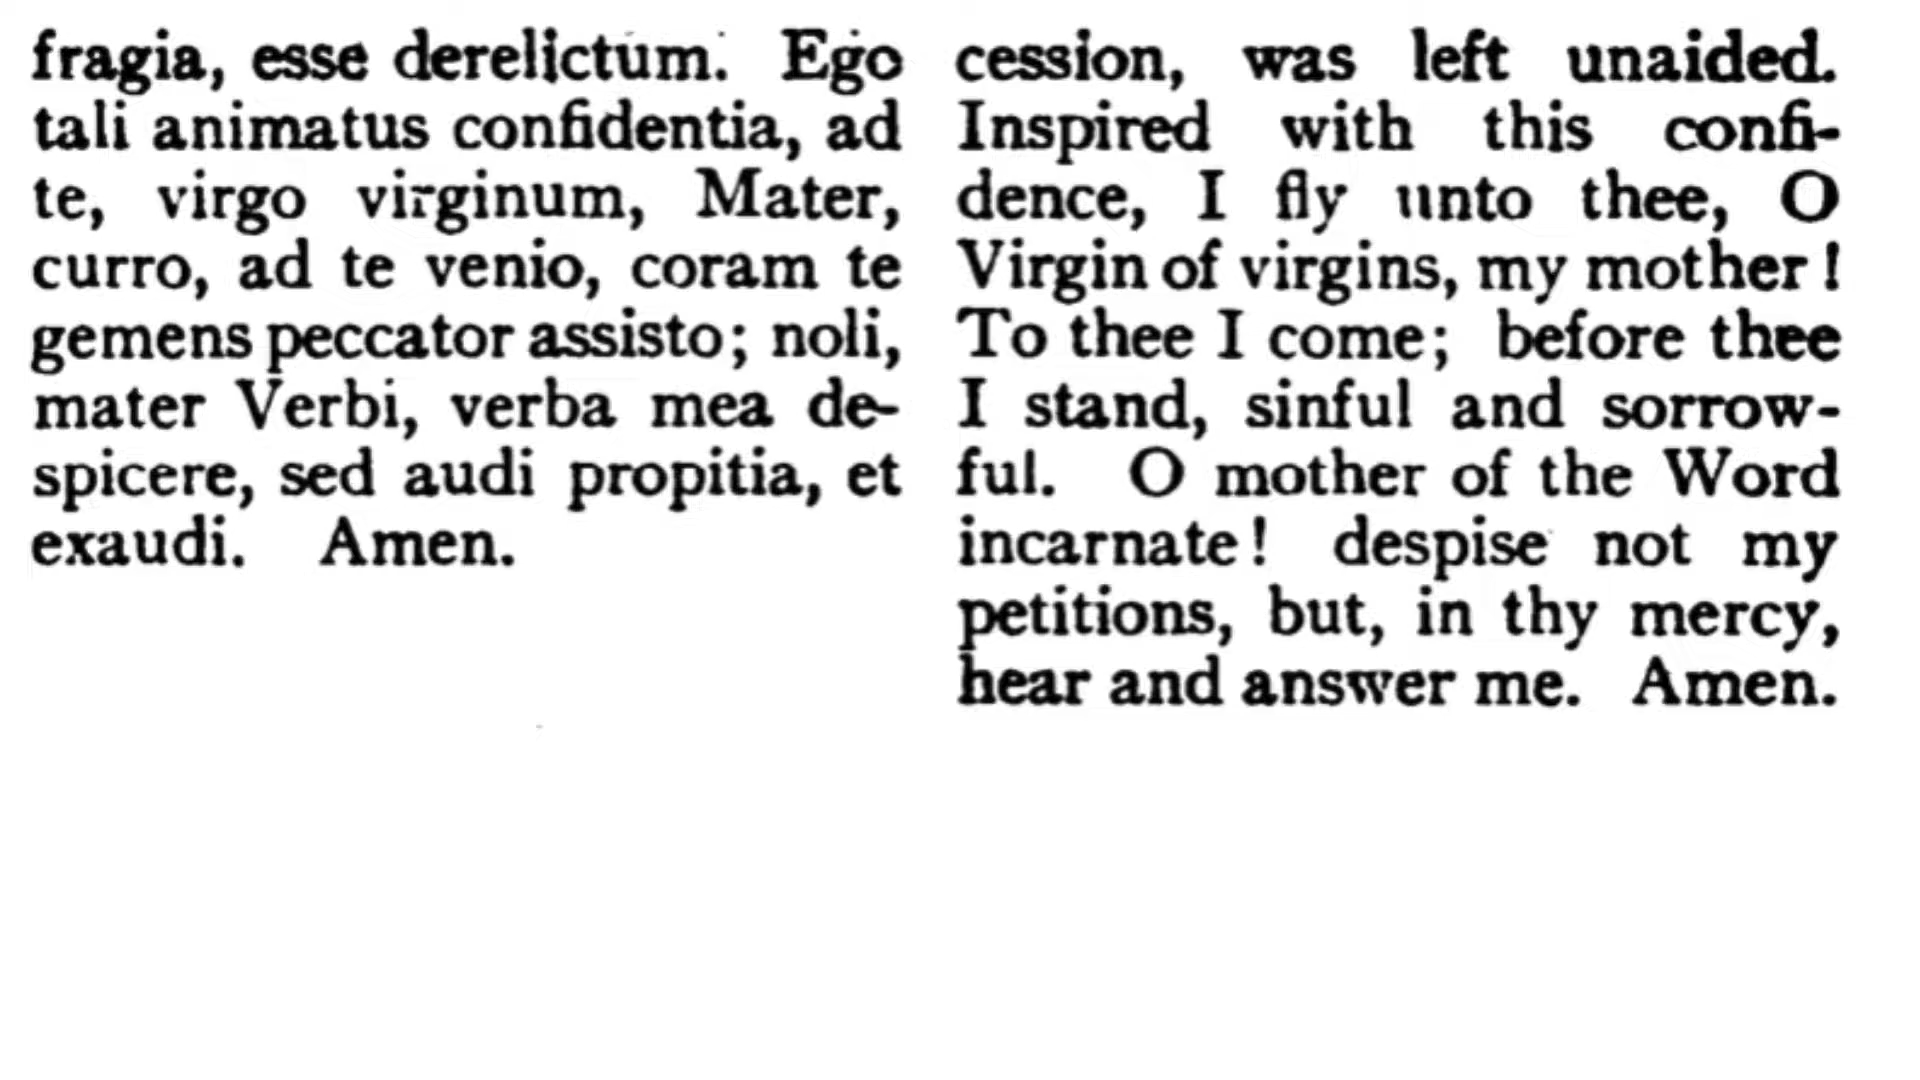 fragia, esse derelictum. Ego
tali animatus confidentia, ad
te, virgo virginum, Mater,
curro, ad te venio, coram te
gemens peccator assisto; noli,
mater Verbi, verba mea de-
spicere, sed audi propitia, et
exaudi. Amen.
cession, was left unaided.
Inspired with this confi-
dence, I fly unto thee, O
Virgin of virgins, my mother!
To thee I come; before thee
I stand, sinful and sorrow-
ful. O mother of the Word
incarnate! despise not my
petitions, but, in thy mercy,
hear and answer me. Amen.